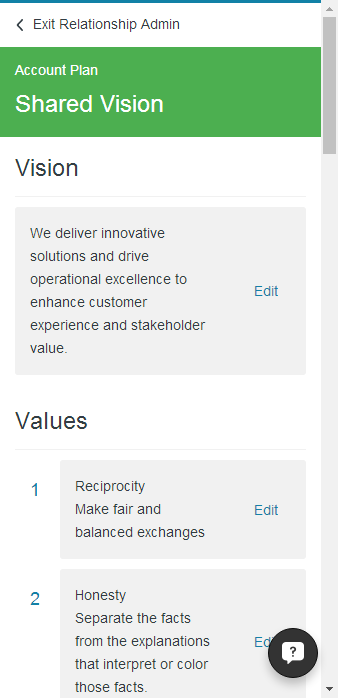 Exit Relationship Admin
Account Plan
Shared Vision
Vision
We deliver innovative
solutions and drive
operational excellence to
enhance customer
experience and stakeholder
value.
Edit
Values
1
Reciprocity
Make fair and
balanced exchanges
Edit
2
Honesty
Separate the facts
from the explanations
that interpret or color
those facts.
?